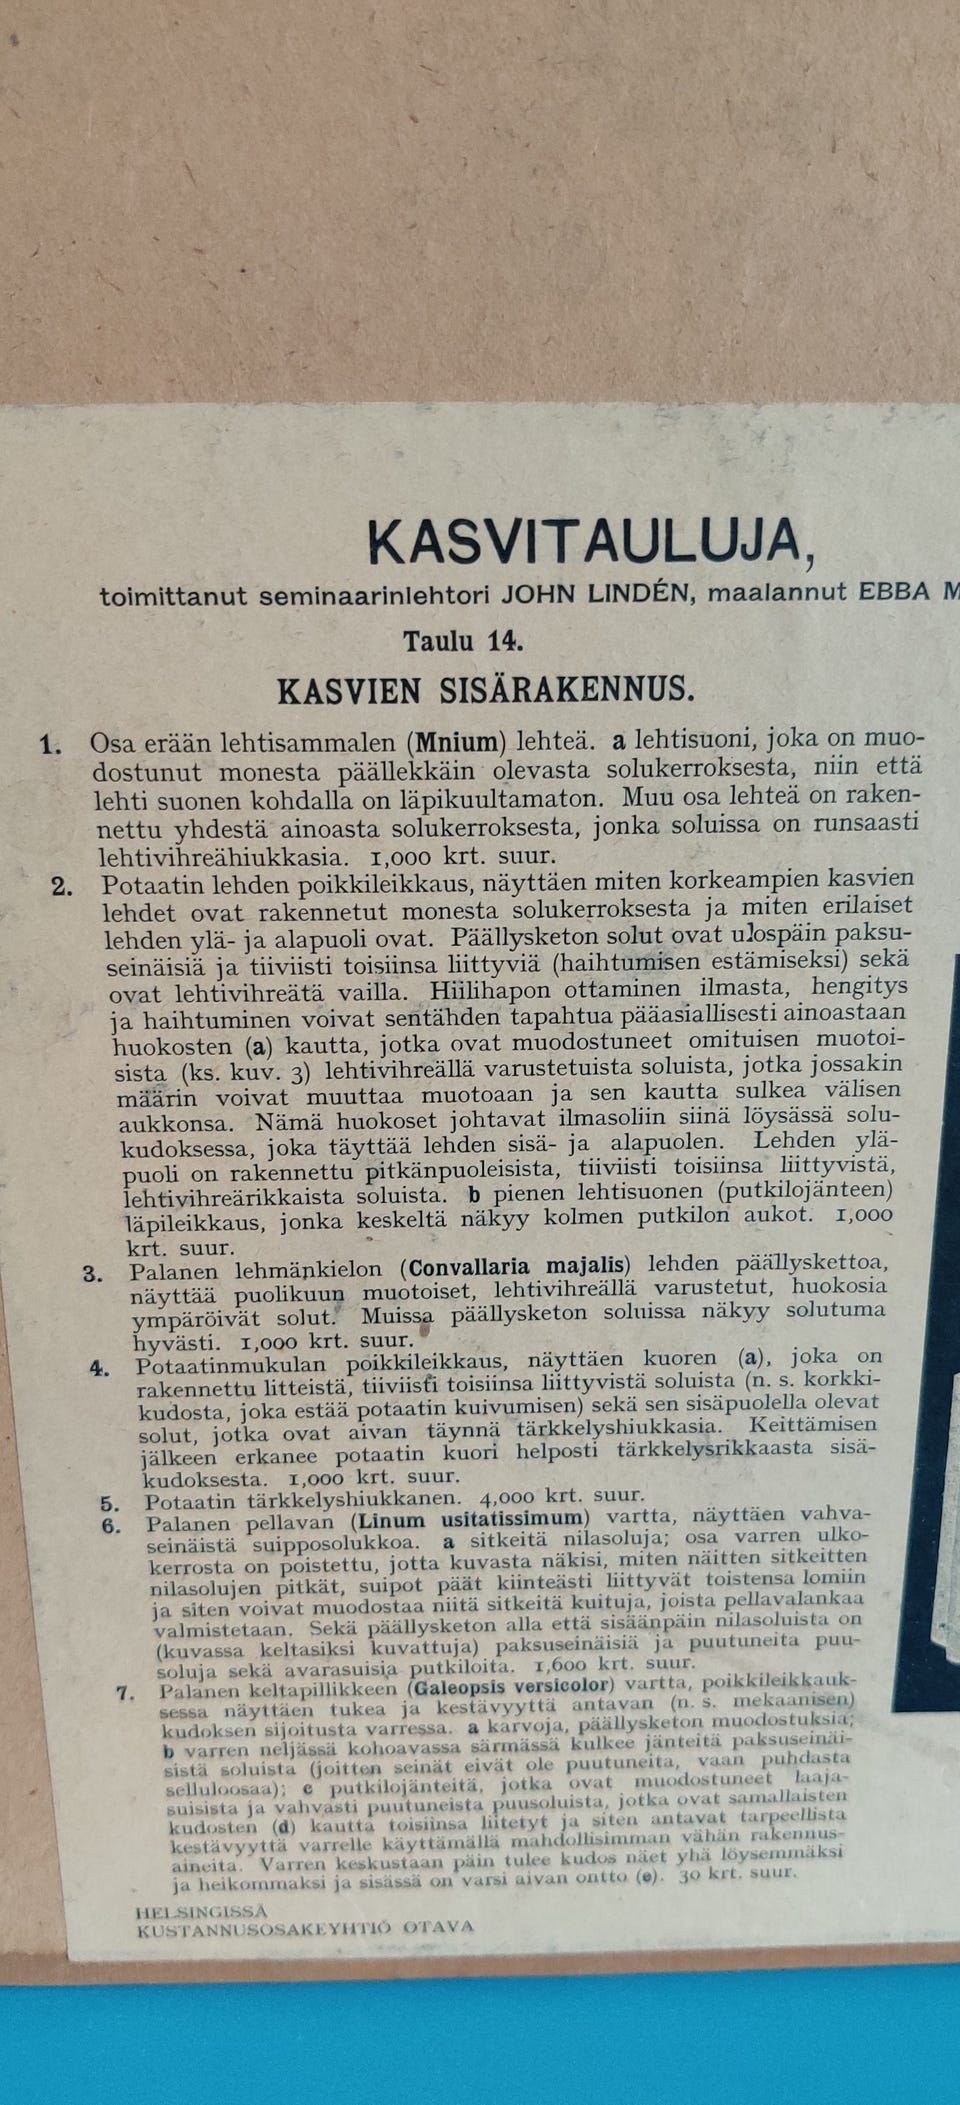 KASVITAULUJA,
toimittanut seminaarinlehtori JOHN LINDÉN, maalannut EBBA M
Taulu 14.
KASVIEN SISÄRAKENNUS.
1. Osa erään lehtisammalen (Mnium) lehteä. a lehtisuoni, joka on muo-
dostunut monesta päällekkäin olevasta solukerroksesta, niin että
lehti suonen kohdalla on läpikuultamaton. Muu osa lehteä on raken-
nettu yhdestä ainoasta solukerroksesta, jonka soluissa on runsaasti
lehtivihreähiukkasia. 1,000 krt. suur.
2. Potaatin lehden poikkileikkaus, näyttäen miten korkeampien kasvien
lehdet ovat rakennetut monesta solukerroksesta ja miten erilaiset
lehden ylä- ja alapuoli ovat. Päällysketon solut ovat ulospäin paksu-
seinäisiä ja tiiviisti toisiinsa liittyviä (haihtumisen estämiseksi) sekä
ovat lehtivihreätä vailla. Hiilihapon ottaminen ilmasta, hengitys
ja haihtuminen voivat sentähden tapahtua pääasiallisesti ainoastaan
huokosten (a) kautta, jotka ovat muodostuneet omituisen muotoi-
sista (ks. kuv. 3) lehtivihreällä varustetuista soluista, jotka jossakin
määrin voivat muuttaa muotoaan ja sen kautta sulkea välisen
aukkonsa. Nämä huokoset johtavat ilmasoliin siinä löysässä solu-
kudoksessa, joka täyttää lehden sisä- ja alapuolen. Lehden ylä-
puoli on rakennettu pitkänpuoleisista, tiiviisti toisiinsa liittyvistä,
lehtivihreärikkaista soluista. b pienen lehtisuonen (putkilojänteen)
läpileikkaus, jonka keskeltä näkyy kolmen putkilon aukot. 1,000
krt. suur.
3. Palanen lehmänkielon (Convallaria majalis) lehden päällyskettoa,
näyttää puolikuun muotoiset, lehtivihreällä varustetut, huokosia
ympäröivät solut. Muissa päällysketon soluissa näkyy solutuma
hyvästi. 1,000 krt. suur.
4. Potaatinmukulan poikkileikkaus, näyttäen kuoren (a), joka on
rakennettu litteistä, tiiviisti toisiinsa liittyvistä soluista (n. s. korkki-
kudosta, joka estää potaatin kuivumisen) sekä sen sisäpuolella olevat
solut, jotka ovat aivan täynnä tärkkelyshiukkasia. Keittämisen
jälkeen erkanee potaatin kuori helposti tärkkelysrikkaasta sisä-
kudoksesta. 1,000 krt. suur.
5. Potaatin tärkkelyshiukkanen. 4,000 krt. suur.
6. Palanen pellavan (Linum usitatissimum) vartta, näyttäen vahva-
seinäistä suipposolukkoa. a sitkeitä nilasoluja; osa varren ulko-
kerrosta on poistettu, jotta kuvasta näkisi, miten näitten sitkeitten
nilasolujen pitkät, suipot päät kiinteästi liittyvät toistensa lomiin
ja siten voivat muodostaa niitä sitkeitä kuituja, joista pellavalankaa
valmistetaan. Sekä päällysketon alla että sisäänpäin nilasoluista on
(kuvassa keltasiksi kuvattuja) paksuseinäisiä ja puutuneita puu-
soluja sekä avarasuisia putkiloita. 1,600 krt. suur.
7. Palanen keltapillikkeen (Galeopsis versicolor) vartta, poikkileikkauk-
sessa näyttäen tukea ja kestävyyttä antavan (n. s. mekaanisen)
kudoksen sijoitusta varressa. a karvoja, päällysketon muodostuksia;
b varren neljässä kohoavassa särmässä kulkee jänteitä paksuseinäi-
sistä soluista (joitten seinät eivät ole puutuneita, vaan puhdasta
selluloosaa); c putkilojänteitä, jotka ovat muodostuneet laaja-
suisista ja vahvasti puutuneista puusoluista, jotka ovat samallaisten
kudosten (d) kautta toisiinsa liitetyt ja siten antavat tarpeellista
kestävyyttä varrelle käyttämällä mahdollisimman vähän rakennus-
aineita. Varren keskustaan päin tulee kudos näet yhä löysemmäksi
ja heikommaksi ja sisässä on varsi aivan ontto (e). 30 krt. suur.
HELSINGISSÄ
KUSTANNUSOSAKEYHTIÖ OTAVA